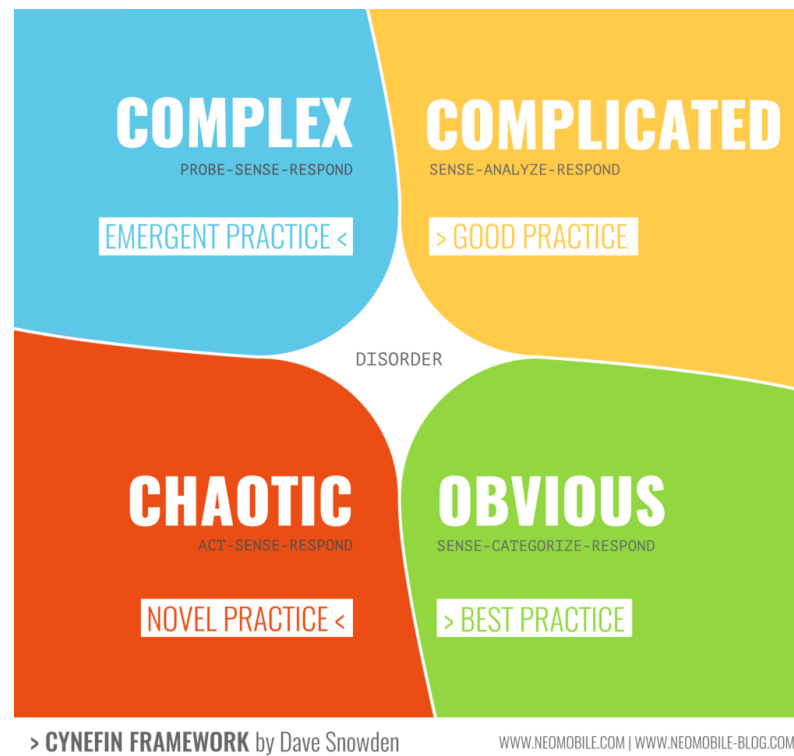 COMPLEX
PROBE-SENSE-RESPOND
EMERGENT PRACTICE <
COMPLICATED
SENSE-ANALYZE-RESPOND
> GOOD PRACTICE
DISORDER
CHAOTIC
ACT-SENSE-RESPOND
NOVEL PRACTICE <
OBVIOUS
SENSE-CATEGORIZE-RESPOND
> BEST PRACTICE
> CYNEFIN FRAMEWORK by Dave Snowden
WWW.NEOMOBILE.COM | WWW.NEOMOBILE-BLOG.COM